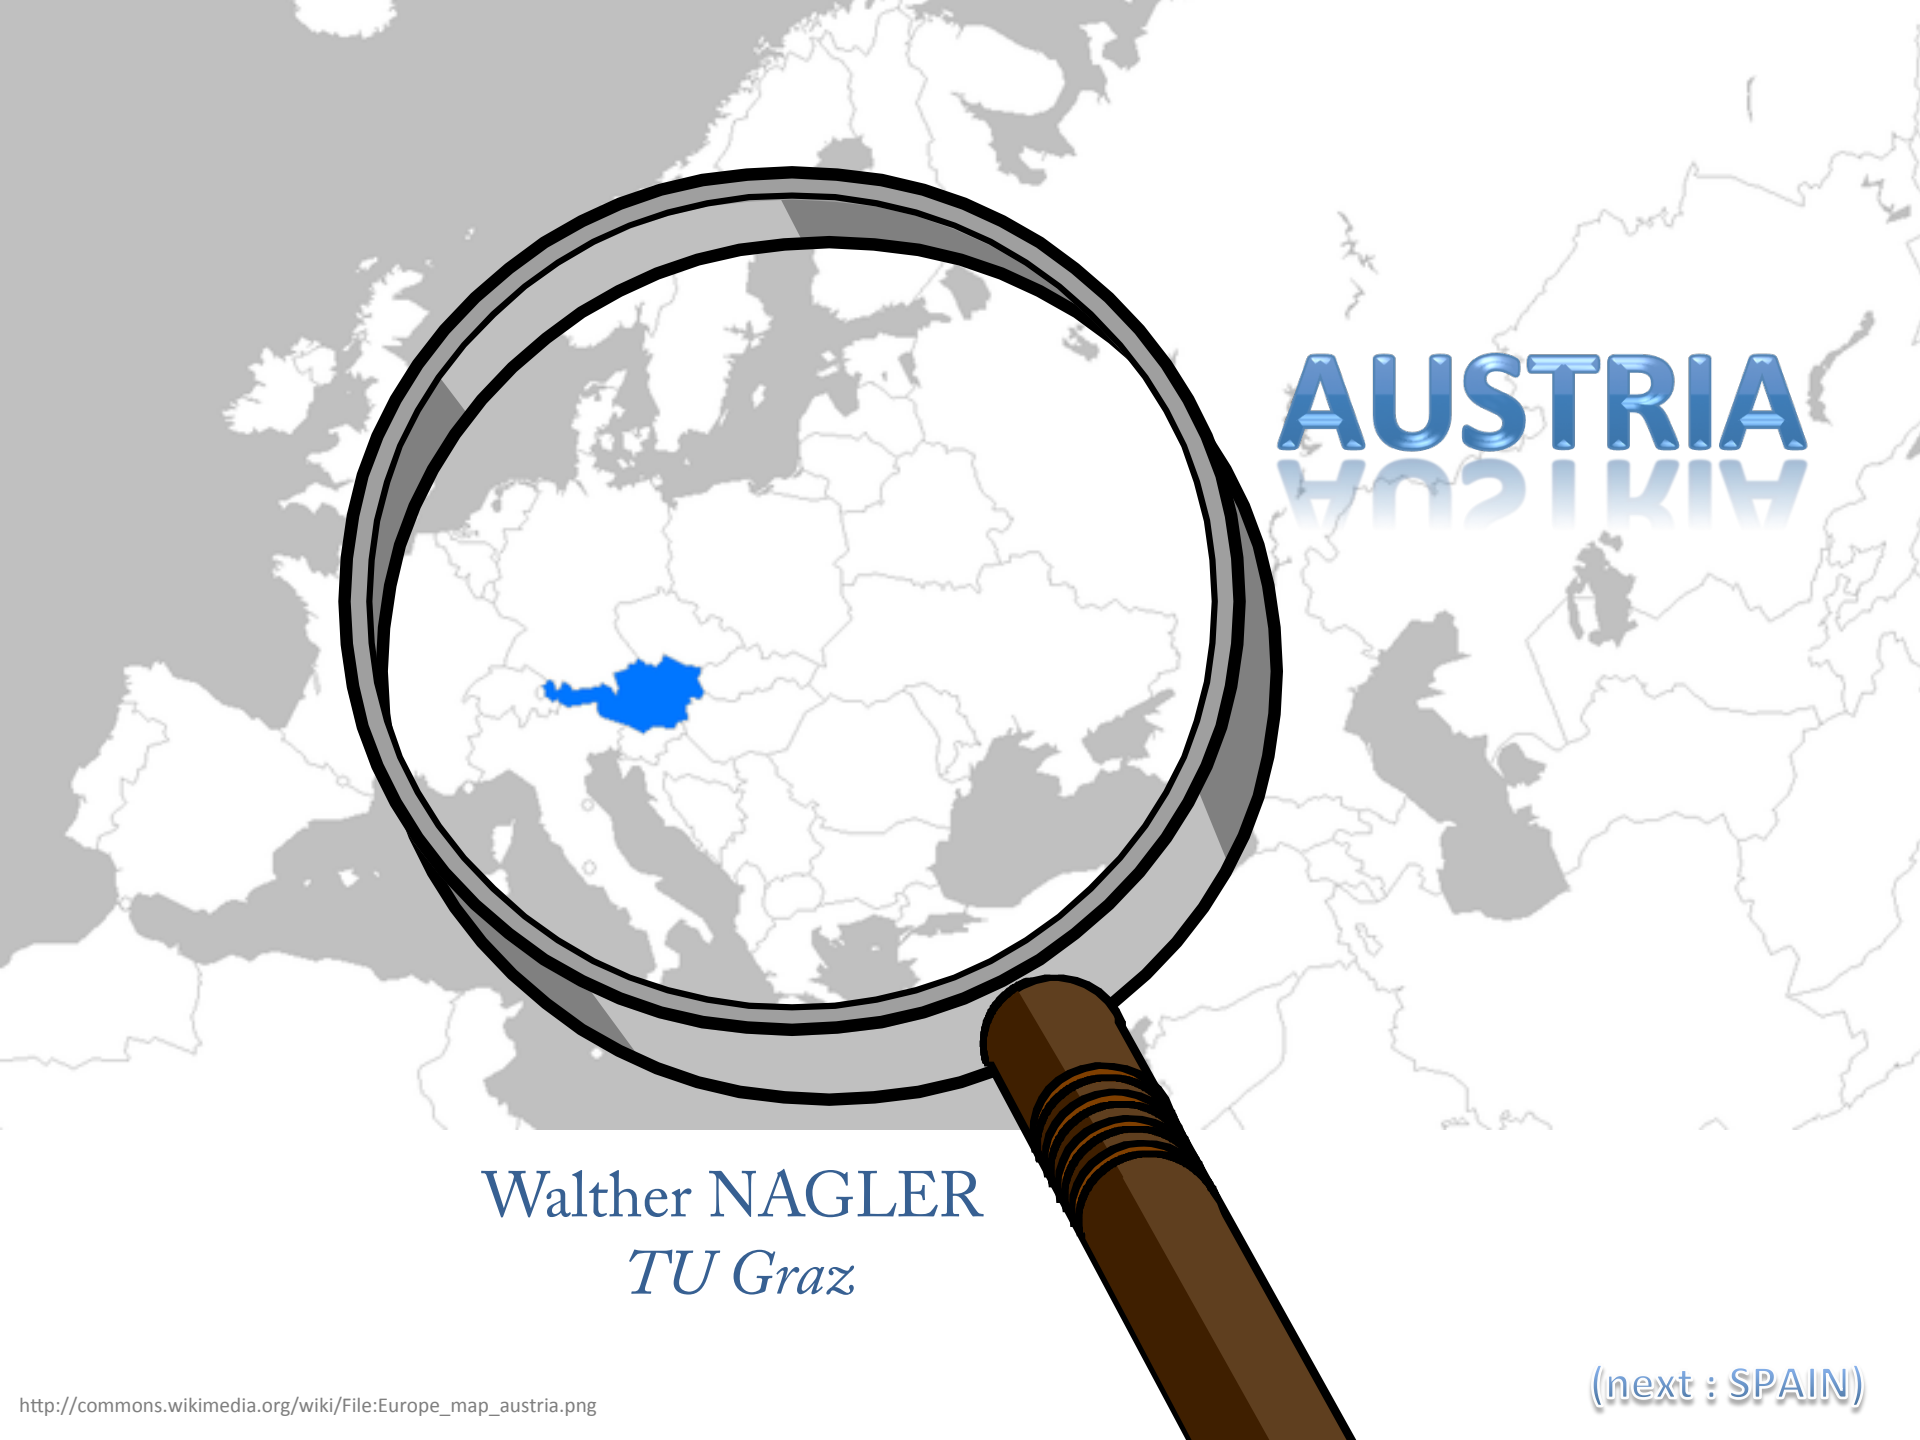 AUSTRIA
Walther NAGLER
TU Graz
(next : SPAIN)
http://commons.wikimedia.org/wiki/File:Europe_map_austria.png